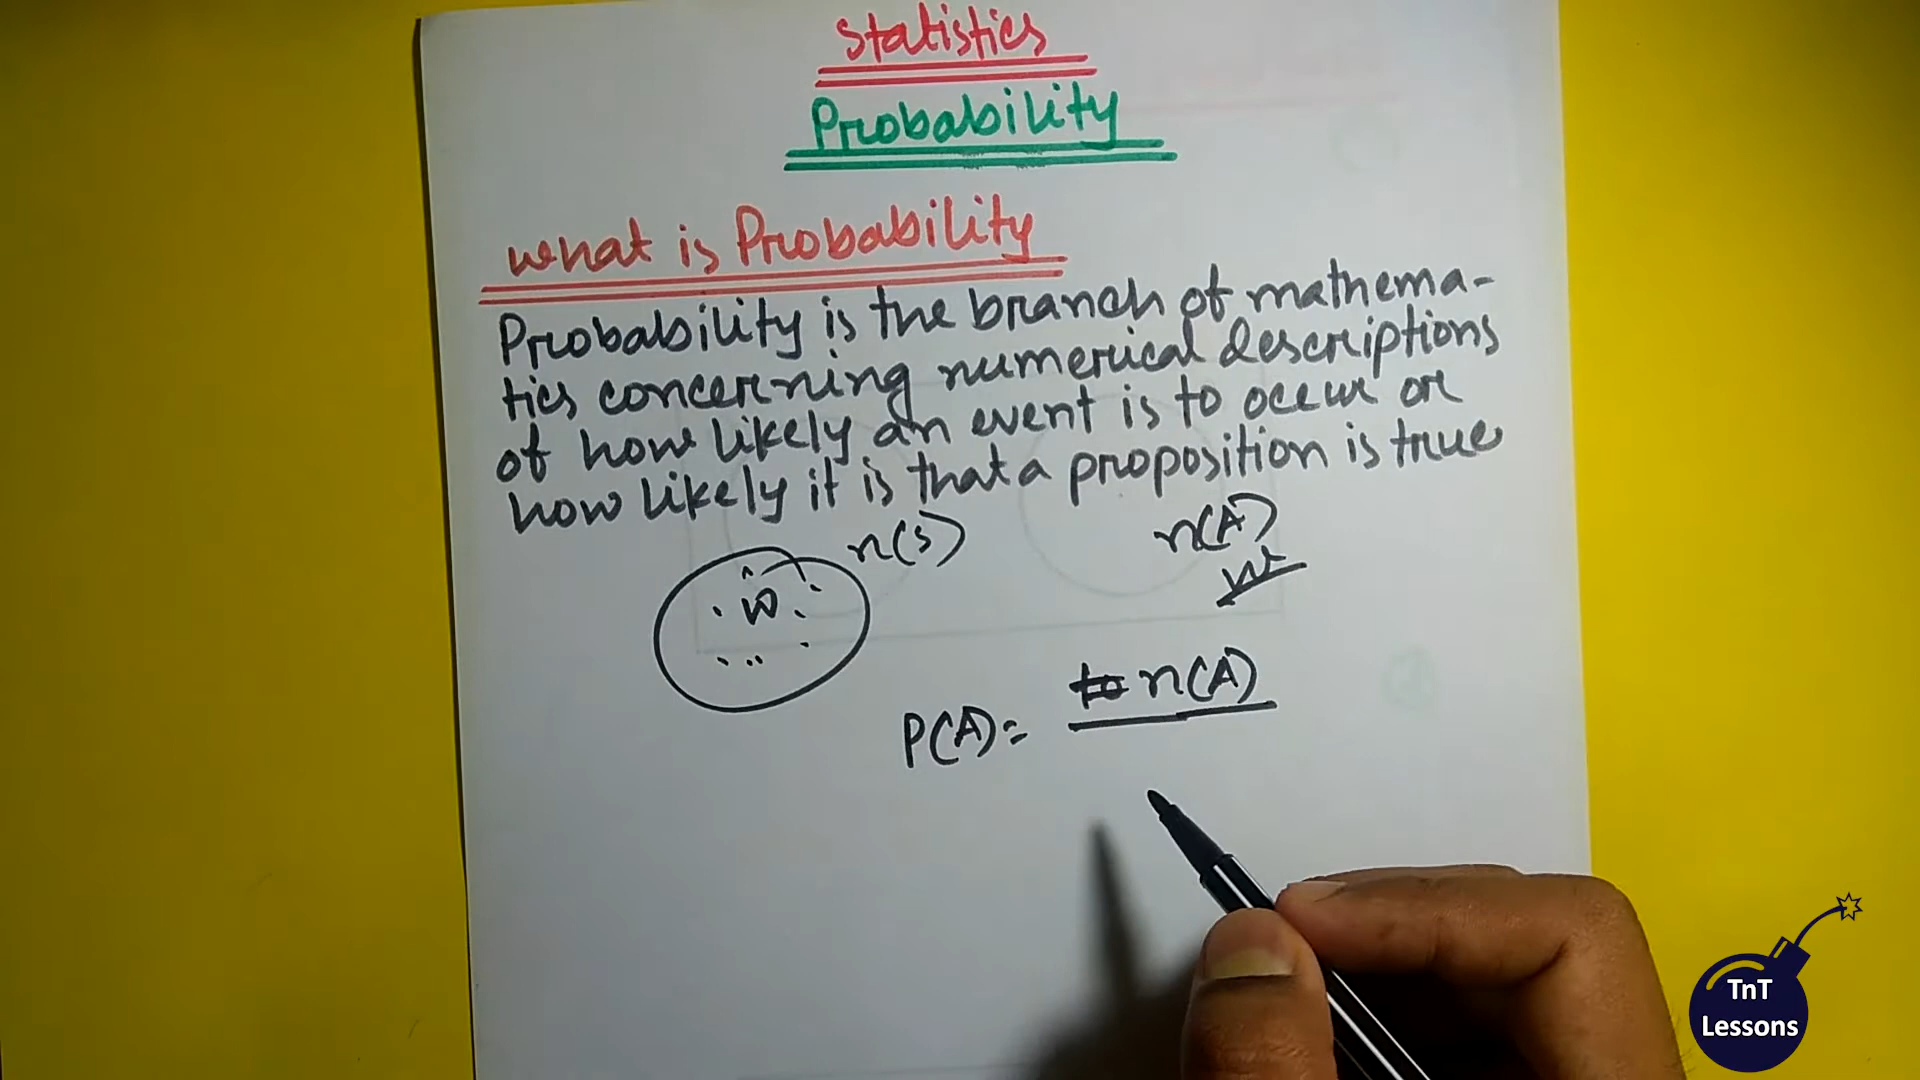 Statistics
Probability
what is Probability
Probability is the branch of mathema-
tics concerning numerical descriptions
of how likely an event is to occur or
how likely it is that a proposition is true
n(s)
n(A)
W
n(A)
P(A)=
TnT
Lessons